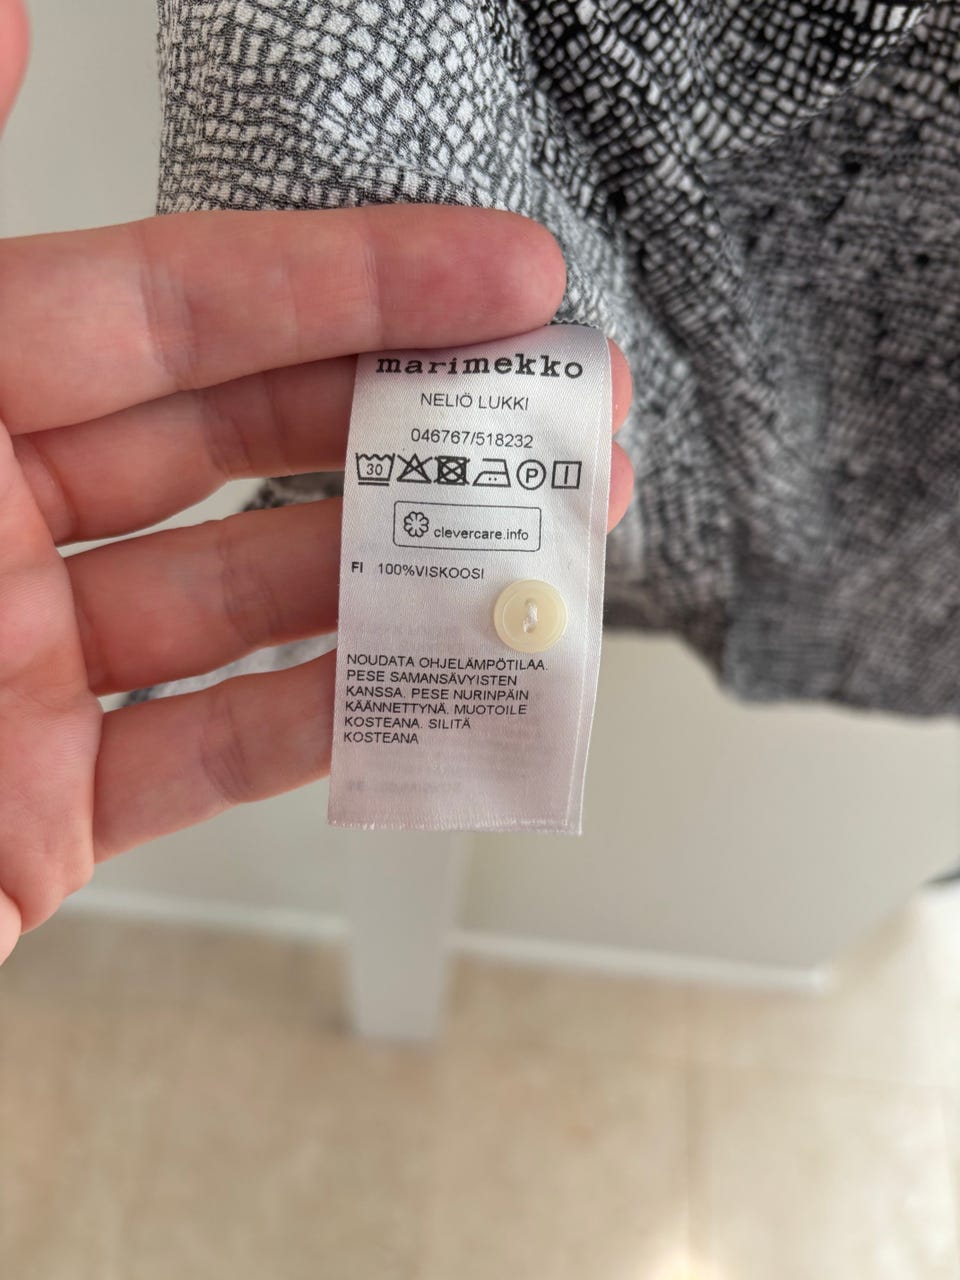 marimekko
NELIÖ LUKKI
046767/518232
30 P
clevercare.info
FI 100%VISKOOSI
NOUDATA OHJELÄMPÖTILAA.
PESE SAMANSÄVYISTEN
KANSSA. PESE NURINPÄIN
KÄÄNNETTYNÄ. MUOTOILE
KOSTEANA. SILITÄ
KOSTEANA